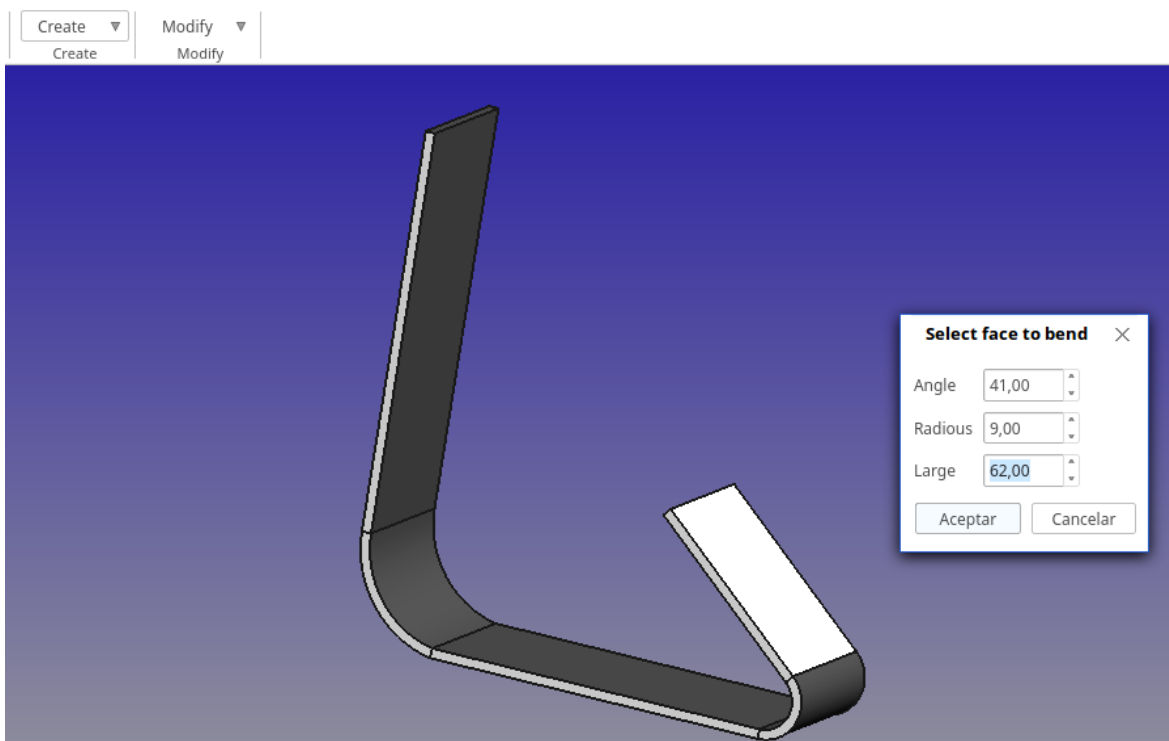 Create Modify
Create Modify
Select face to bend
Angle 41,00
Radious 9,00
Large 62,00
Aceptar Cancelar